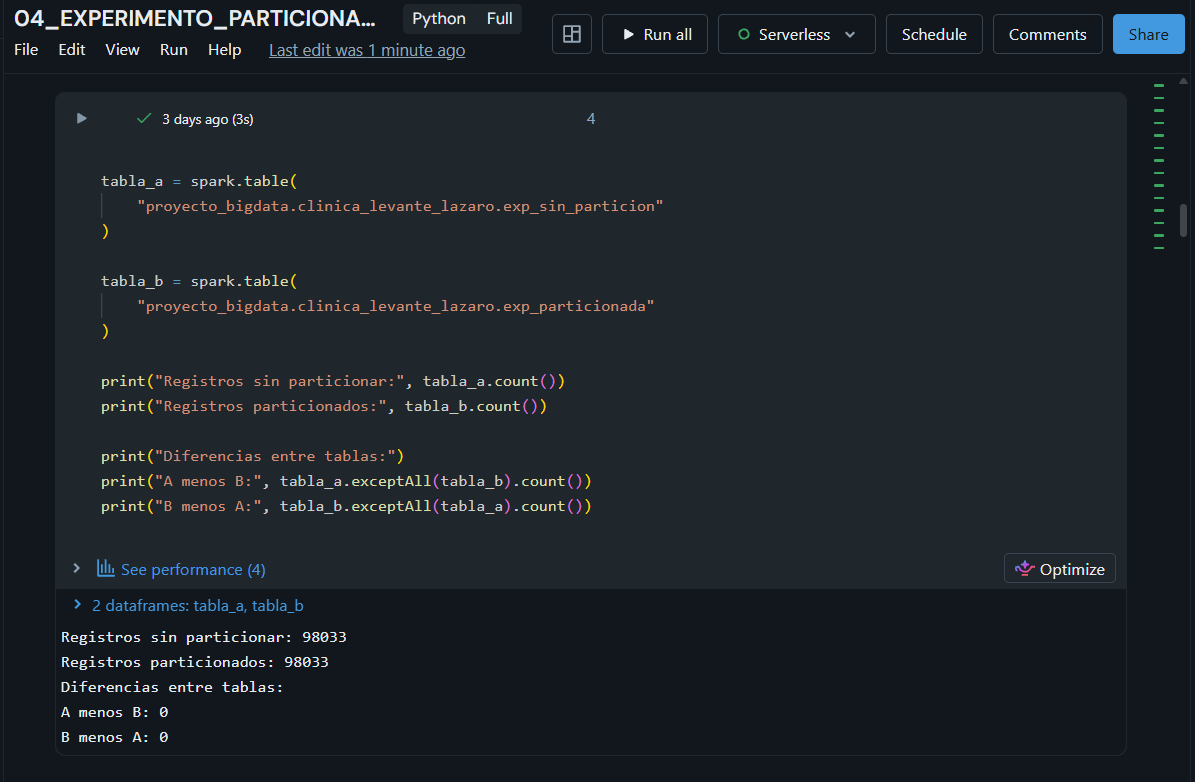 04_EXPERIMENTO_PARTICIONA...
Python Full
Run all
Serverless
Schedule
Comments
Share
File Edit View Run Help Last edit was 1 minute ago
3 days ago (3s)
4
tabla_a = spark.table(
"proyecto_bigdata.clinica_levante_lazaro.exp_sin_particion"
)
tabla_b = spark.table(
"proyecto_bigdata.clinica_levante_lazaro.exp_particionada"
)
print("Registros sin particionar:", tabla_a.count())
print("Registros particionados:", tabla_b.count())
print("Diferencias entre tablas:")
print("A menos B:", tabla_a.exceptAll(tabla_b).count())
print("B menos A:", tabla_b.exceptAll(tabla_a).count())
See performance (4)
Optimize
2 dataframes: tabla_a, tabla_b
Registros sin particionar: 98033
Registros particionados: 98033
Diferencias entre tablas:
A menos B: 0
B menos A: 0